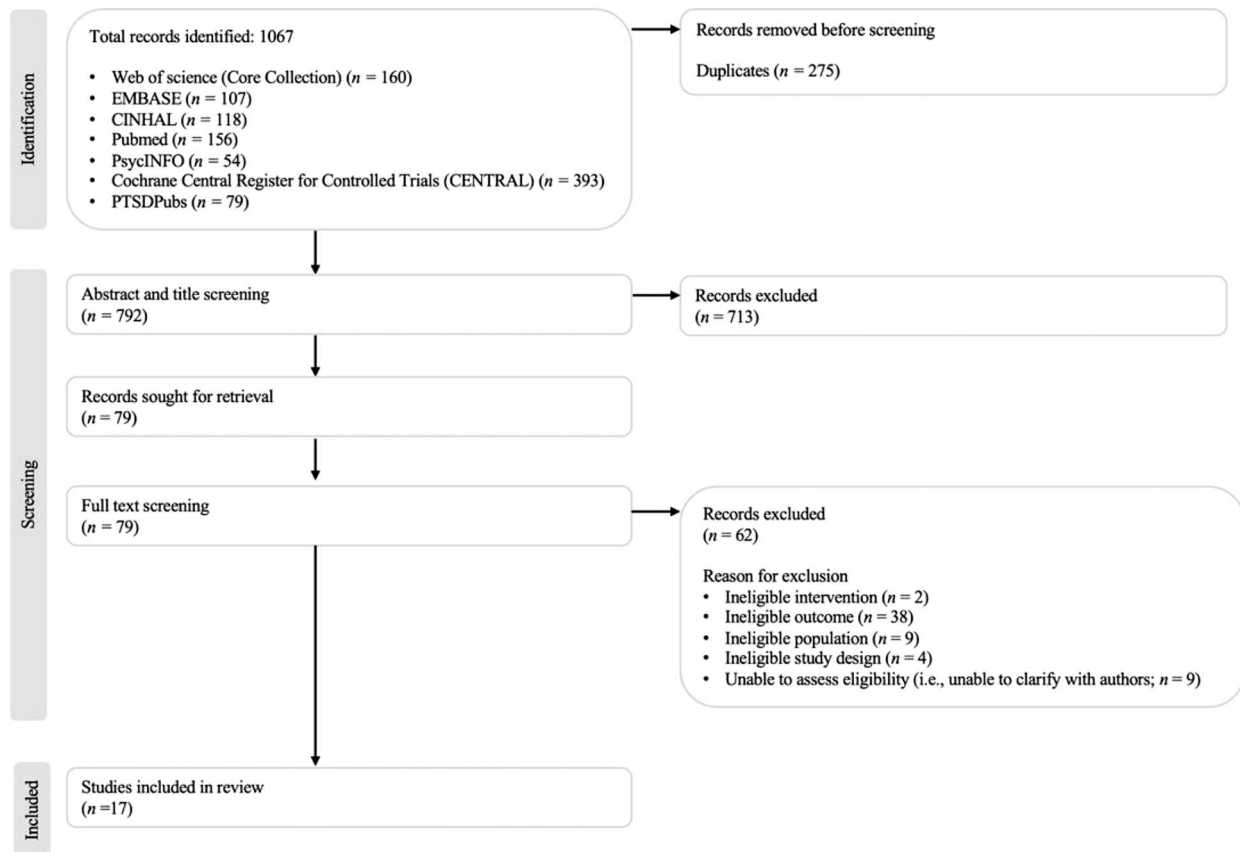 Identification
Total records identified: 1067
• Web of science (Core Collection) (n = 160)
• EMBASE (n = 107)
• CINHAL (n = 118)
• Pubmed (n = 156)
• PsycINFO (n = 54)
• Cochrane Central Register for Controlled Trials (CENTRAL) (n = 393)
• PTSDPubs (n = 79)
Records removed before screening
Duplicates (n = 275)
Screening
Abstract and title screening
(n = 792)
Records excluded
(n = 713)
Records sought for retrieval
(n = 79)
Full text screening
(n = 79)
Records excluded
(n = 62)
Reason for exclusion
• Ineligible intervention (n = 2)
• Ineligible outcome (n = 38)
• Ineligible population (n = 9)
• Ineligible study design (n = 4)
• Unable to assess eligibility (i.e., unable to clarify with authors; n = 9)
Included
Studies included in review
(n =17)